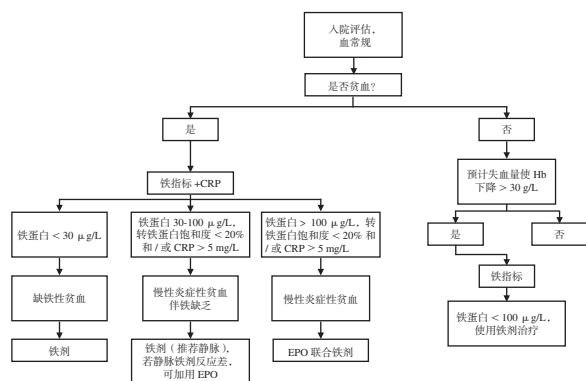 入院评估,
血常规
是否贫血?
是
否
铁指标 +CRP
预计失血量使 Hb
下降 > 30 g/L
铁蛋白 < 30 μg/L
铁蛋白 30-100 μg/L,
转铁蛋白饱和度 < 20%
和 / 或 CRP > 5 mg/L
铁蛋白 > 100 μg/L, 转
铁蛋白饱和度 < 20% 和
/ 或 CRP > 5 mg/L
是
否
铁指标
缺铁性贫血
慢性炎症性贫血
伴铁缺乏
慢性炎症性贫血
铁蛋白 < 100 μg/L,
使用铁剂治疗
铁剂
铁剂（推荐静脉）,
若静脉铁剂反应差,
可加用 EPO
EPO 联合铁剂